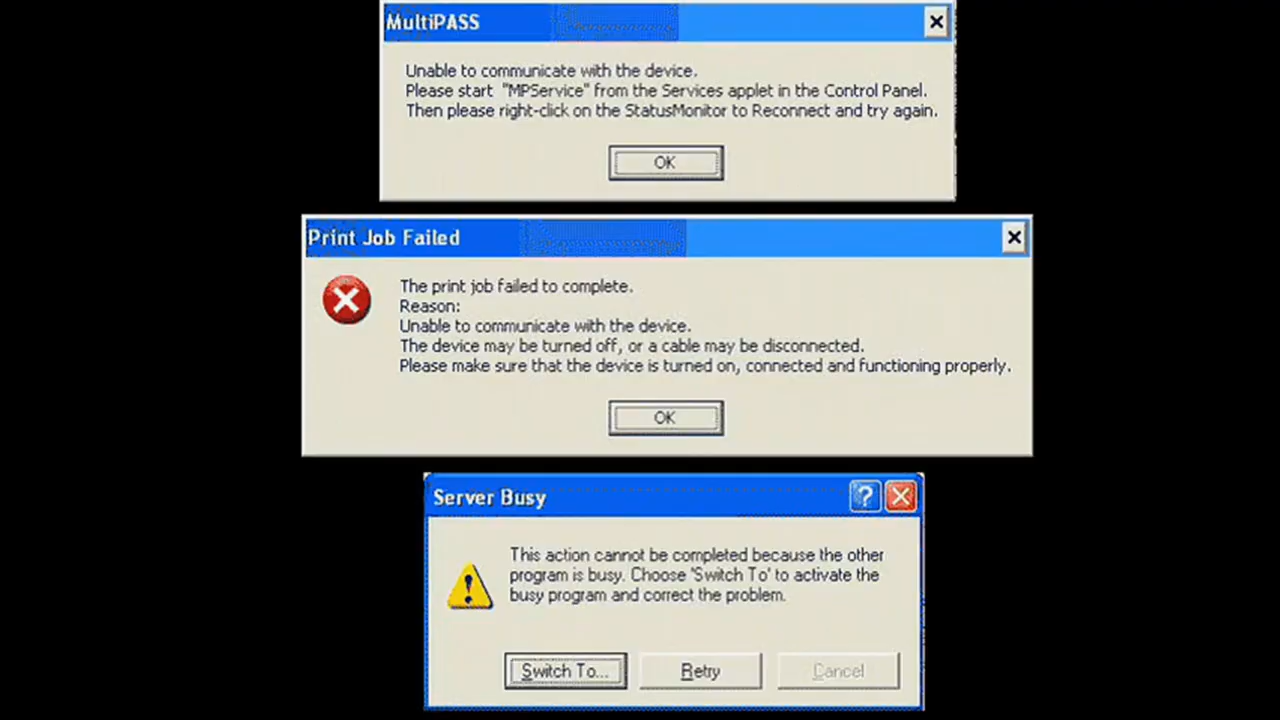 MultiPASS
Unable to communicate with the device.
Please start "MPService" from the Services applet in the Control Panel.
Then please right-click on the StatusMonitor to Reconnect and try again.
OK
Print Job Failed
The print job failed to complete.
Reason:
Unable to communicate with the device.
The device may be turned off, or a cable may be disconnected.
Please make sure that the device is turned on, connected and functioning properly.
OK
Server Busy
This action cannot be completed because the other
program is busy. Choose 'Switch To' to activate the
busy program and correct the problem.
Switch To... Retry Cancel